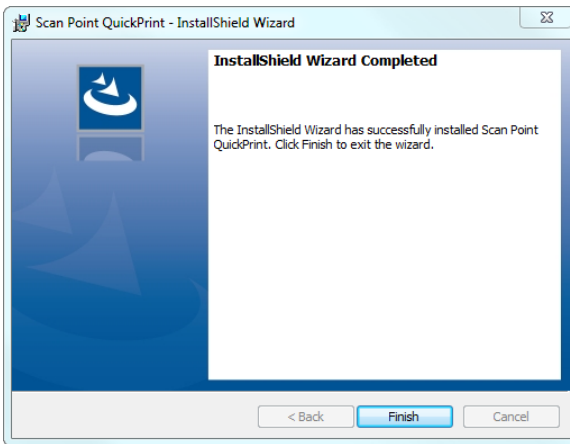 Scan Point QuickPrint - InstallShield Wizard
InstallShield Wizard Completed
The InstallShield Wizard has successfully installed Scan Point
QuickPrint. Click Finish to exit the wizard.
< Back Finish Cancel